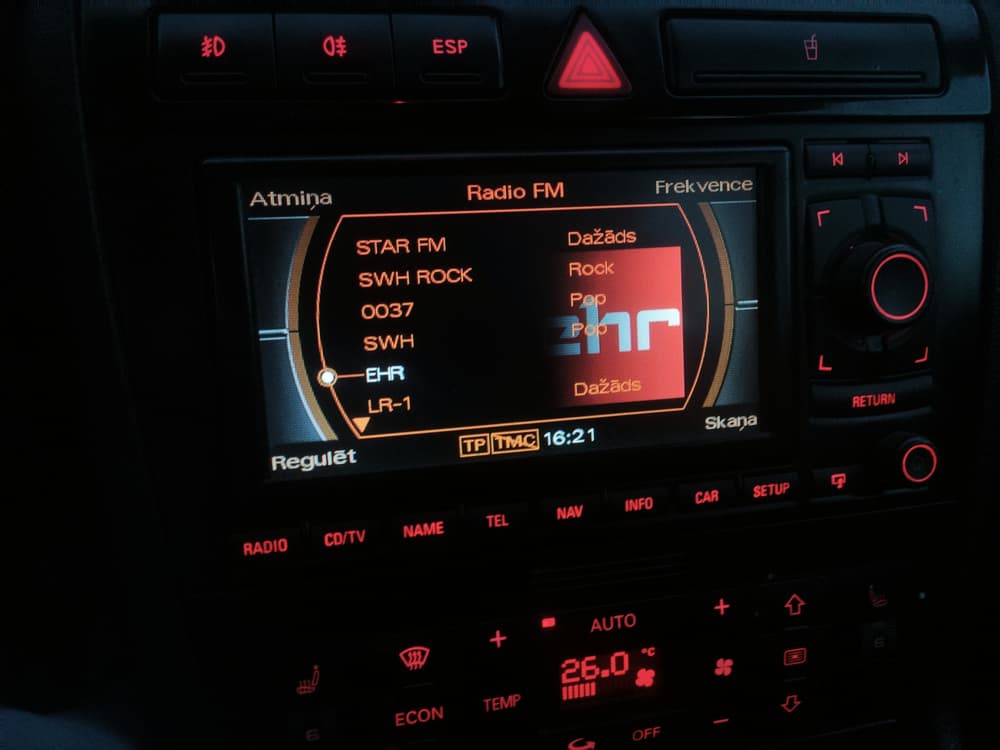 ESP
Atmiņa Radio FM Frekvence
STAR FM Dažāds
SWH ROCK Rock
0037 Pop
SWH Pop
ehr
EHR
LR-1 Dažāds
Regulēt TP TMC 16:21 Skaņa
RETURN
RADIO CD/TV NAME TEL NAV INFO CAR SETUP
AUTO
26.0 °C
ECON TEMP
OFF